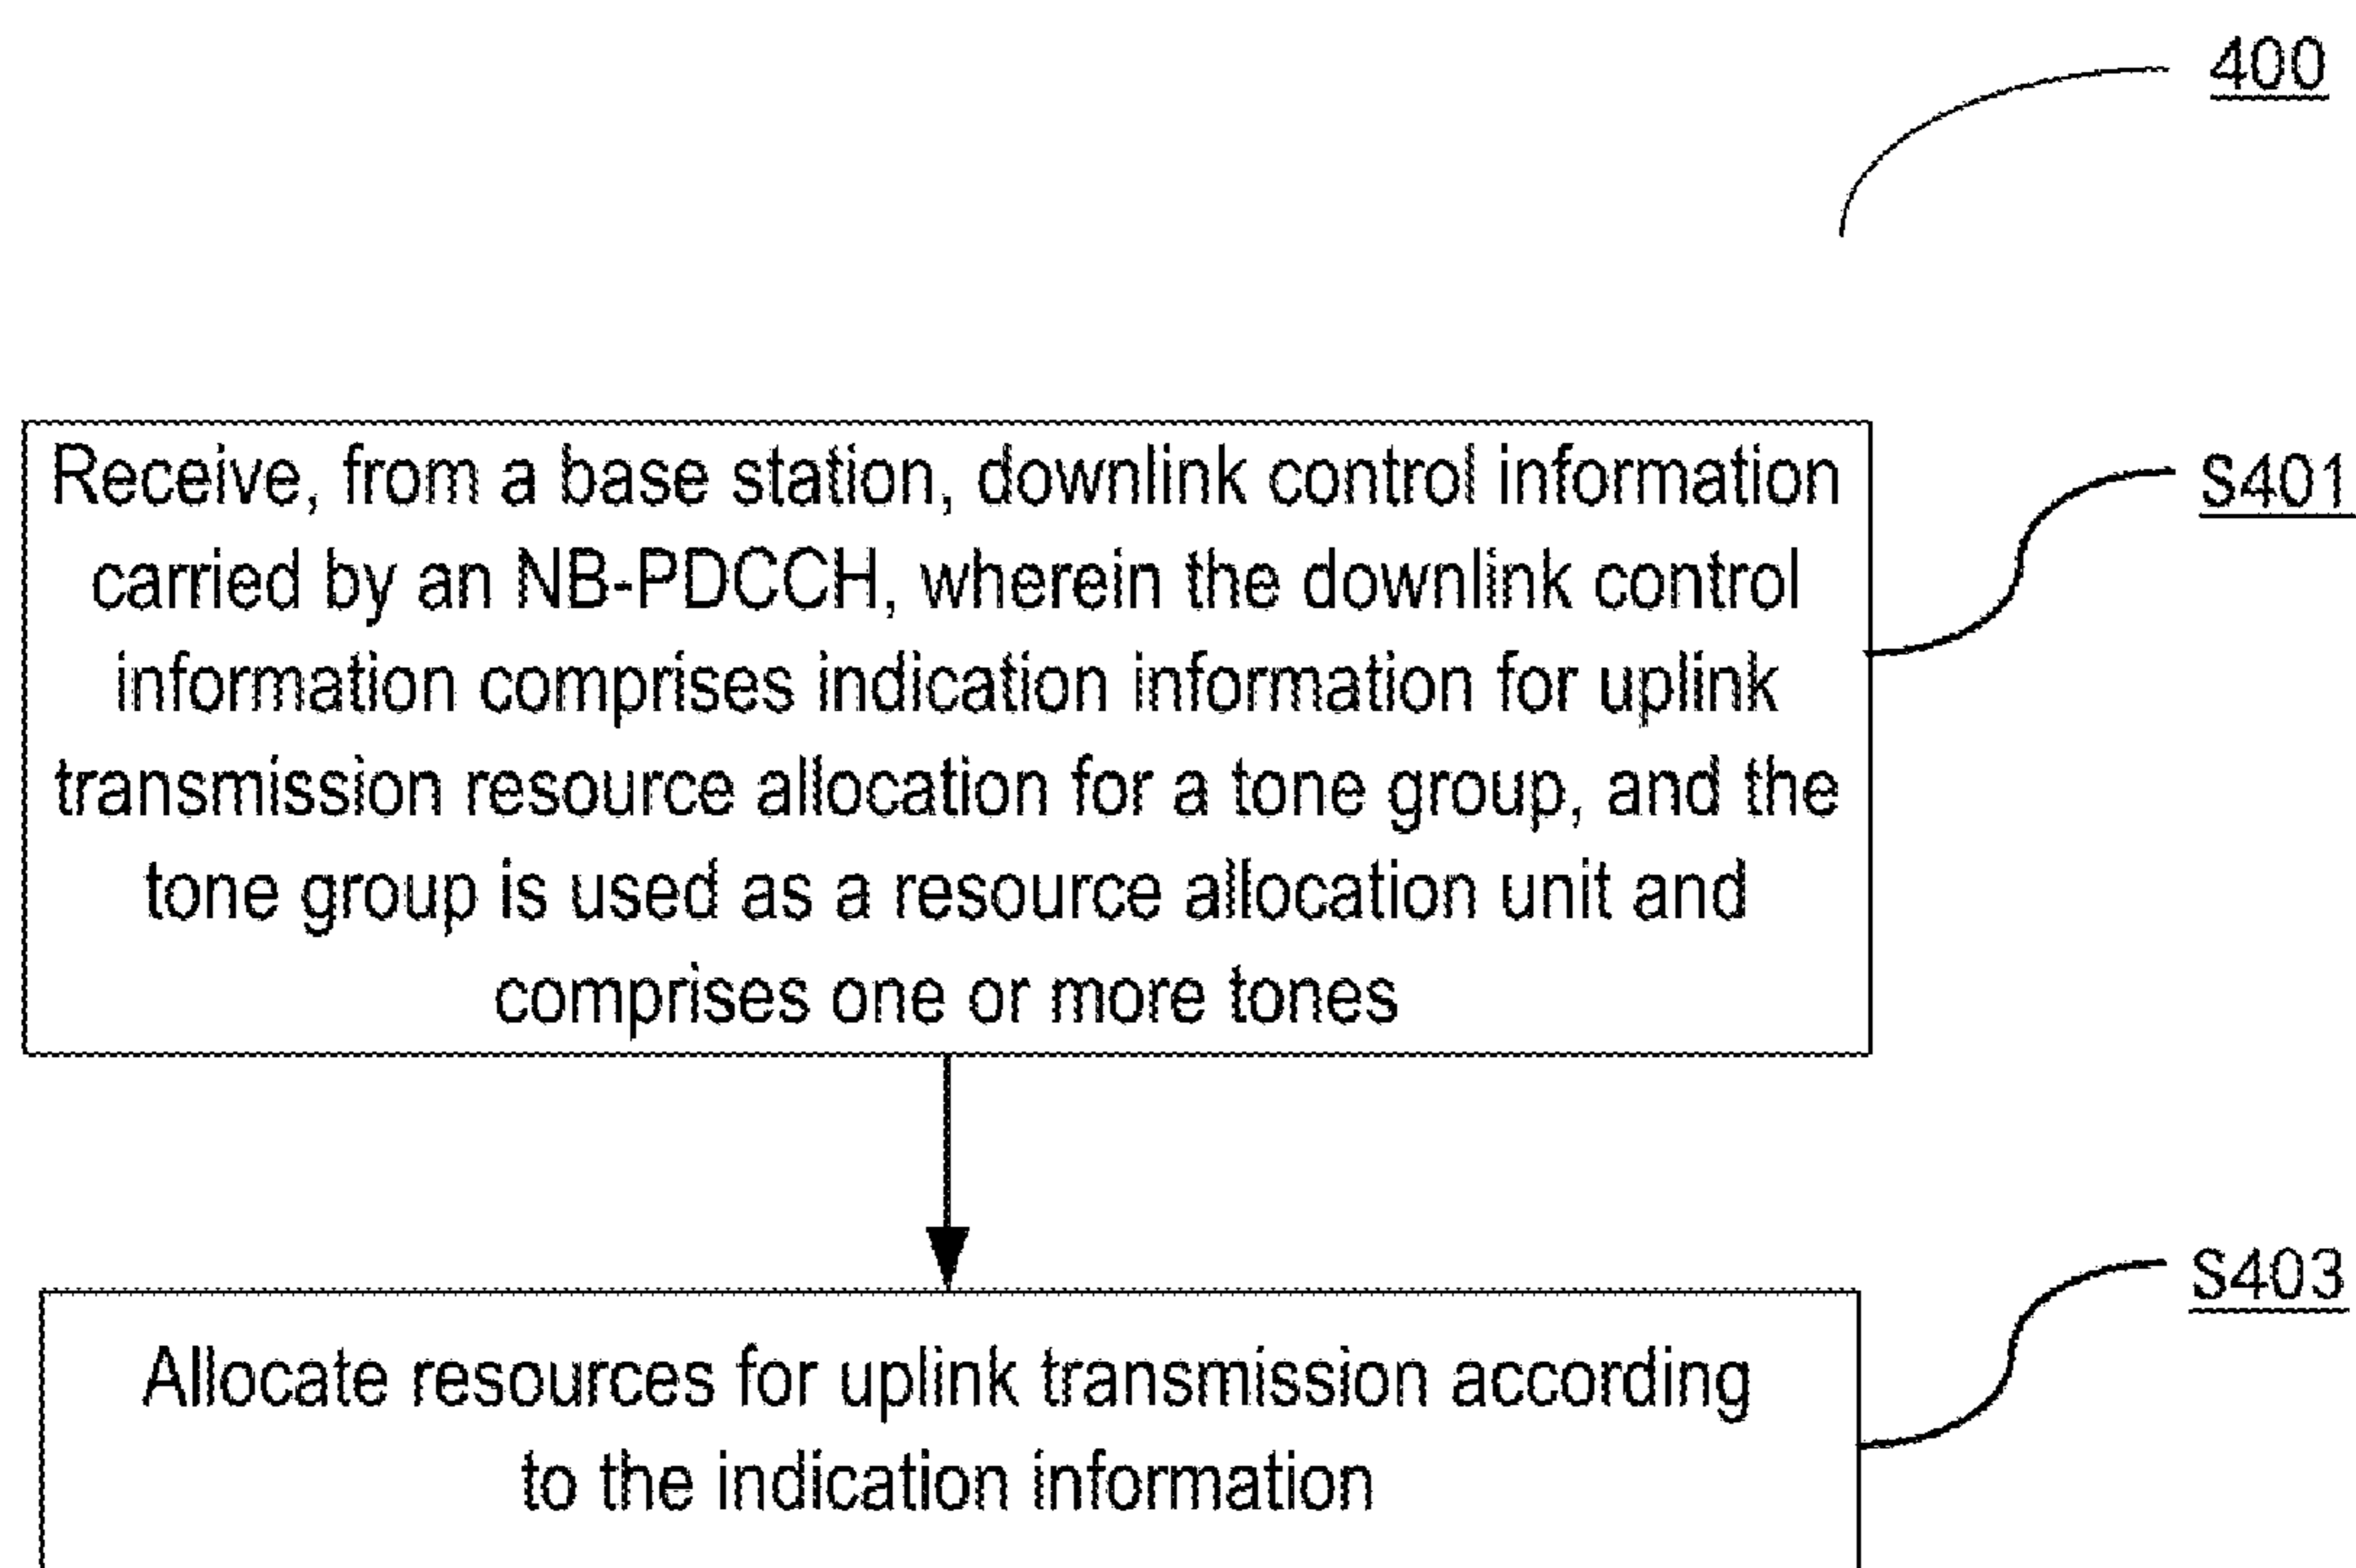 400
Receive, from a base station, downlink control information
carried by an NB-PDCCH, wherein the downlink control
information comprises indication information for uplink
transmission resource allocation for a tone group, and the
tone group is used as a resource allocation unit and
comprises one or more tones
S401
Allocate resources for uplink transmission according
to the indication information
S403